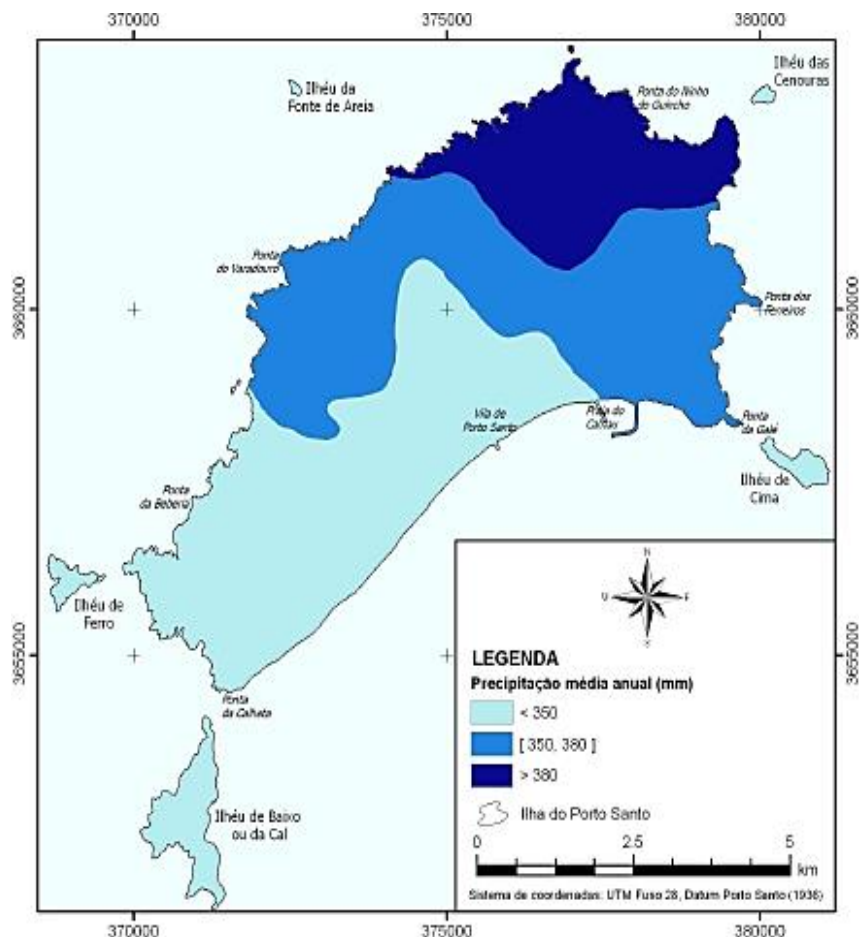 370000 375000 380000
Ilhéu das
Cenouras
Ilhéu da
Fonte de Areia
Ponta do Ninho
do Guincho
Ponta
do Varadouro
3660000 3660000
Ponta dos
Ferreiros
Vila de
Porto Santo
Ponta
da Galé
Ilhéu de
Cima
Ponta
Ilhéu de
Ferro
N
S
3655000 3655000
LEGENDA
Precipitação média anual (mm)
< 350
[ 350, 380 ]
> 380
Ilha do Porto Santo
0 2.5 5
km
Sistema de coordenadas: UTM Fuso 28, Datum Porto Santo (1936)
Ponta
da Calheta
Ilhéu de Baixo
ou da Cal
370000 375000 380000